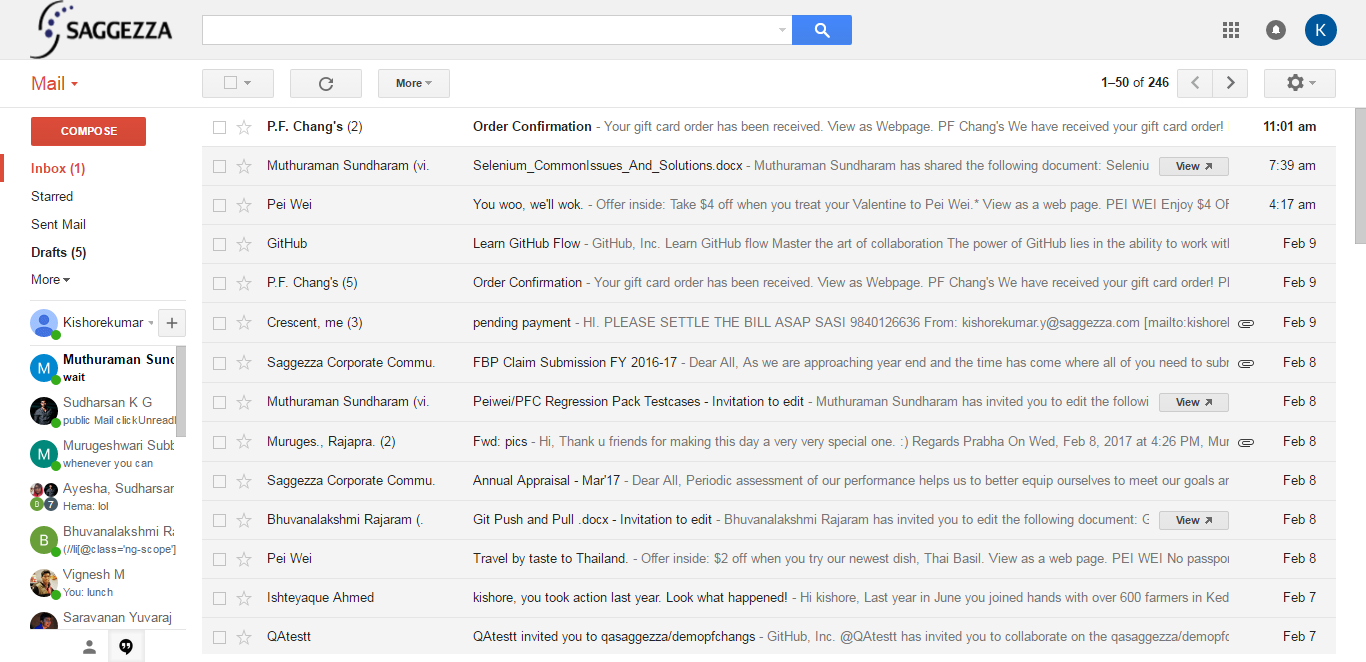 SAGGEZZA
K
Mail
More
1–50 of 246
COMPOSE
Inbox (1)
Starred
Sent Mail
Drafts (5)
More
Kishorekumar
Muthuraman Sund
wait
Sudharsan K G
public Mail clickUnread
Murugeshwari Subb
whenever you can
Ayesha, Sudharsan
Hema: lol
Bhuvanalakshmi Ra
(//li[@class='ng-scope']
Vignesh M
You: lunch
Saravanan Yuvaraj
P.F. Chang's (2) Order Confirmation - Your gift card order has been received. View as Webpage. PF Chang's We have received your gift card order! 11:01 am
Muthuraman Sundharam (vi. Selenium_CommonIssues_And_Solutions.docx - Muthuraman Sundharam has shared the following document: Seleniu View 7:39 am
Pei Wei You woo, we'll wok. - Offer inside: Take $4 off when you treat your Valentine to Pei Wei.* View as a web page. PEI WEI Enjoy $4 OF 4:17 am
GitHub Learn GitHub Flow - GitHub, Inc. Learn GitHub flow Master the art of collaboration The power of GitHub lies in the ability to work wit Feb 9
P.F. Chang's (5) Order Confirmation - Your gift card order has been received. View as Webpage. PF Chang's We have received your gift card order! P Feb 9
Crescent, me (3) pending payment - HI. PLEASE SETTLE THE BILL ASAP SASI 9840126636 From: kishorekumar.y@saggezza.com [mailto:kishorel Feb 9
Saggezza Corporate Commu. FBP Claim Submission FY 2016-17 - Dear All, As we are approaching year end and the time has come where all of you need to subr Feb 8
Muthuraman Sundharam (vi. Peiwei/PFC Regression Pack Testcases - Invitation to edit - Muthuraman Sundharam has invited you to edit the followi View Feb 8
Muruges., Rajapra. (2) Fwd: pics - Hi, Thank u friends for making this day a very very special one. :) Regards Prabha On Wed, Feb 8, 2017 at 4:26 PM, Mur Feb 8
Saggezza Corporate Commu. Annual Appraisal - Mar'17 - Dear All, Periodic assessment of our performance helps us to better equip ourselves to meet our goals ar Feb 8
Bhuvanalakshmi Rajaram (. Git Push and Pull .docx - Invitation to edit - Bhuvanalakshmi Rajaram has invited you to edit the following document: G View Feb 8
Pei Wei Travel by taste to Thailand. - Offer inside: $2 off when you try our newest dish, Thai Basil. View as a web page. PEI WEI No passpor Feb 8
Ishteyaque Ahmed kishore, you took action last year. Look what happened! - Hi kishore, Last year in June you joined hands with over 600 farmers in Ked Feb 7
QAtestt QAtestt invited you to qasaggezza/demopfchangs - GitHub, Inc. @QAtestt has invited you to collaborate on the qasaggezza/demopfc Feb 7